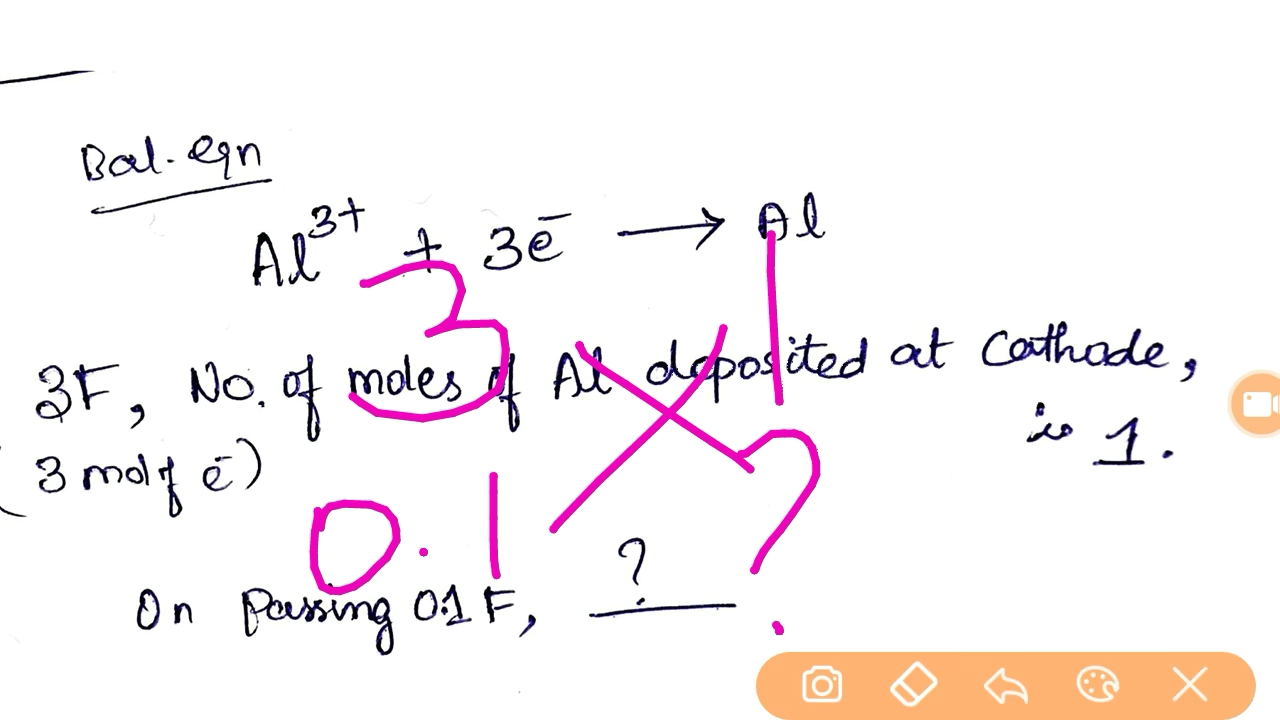 Bal. eqn
Al³⁺ + 3e⁻ → Al
3F, No. of moles of Al deposited at Cathode, is 1.
(3 mol of e⁻)
3 1
0.1 ?
On passing 0.1 F, ?